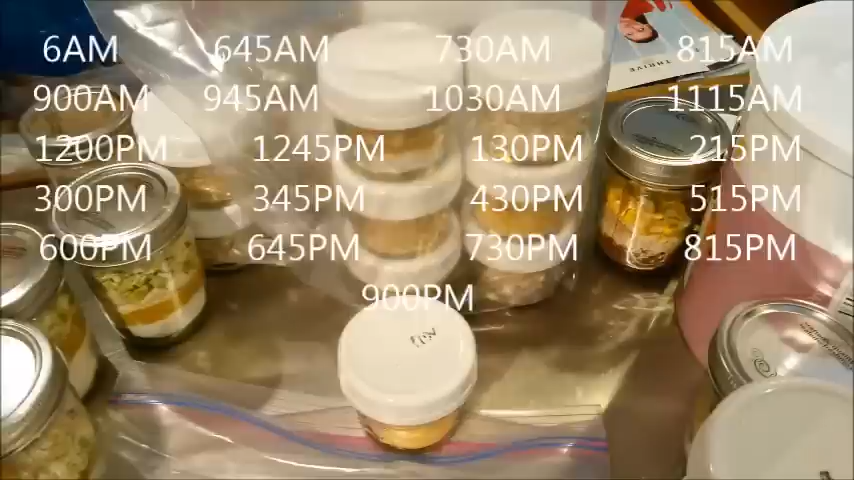 6AM 645AM 730AM 815AM
900AM 945AM 1030AM 1115AM
1200PM 1245PM 130PM 215PM
300PM 345PM 430PM 515PM
600PM 645PM 730PM 815PM
900PM
THRIVE